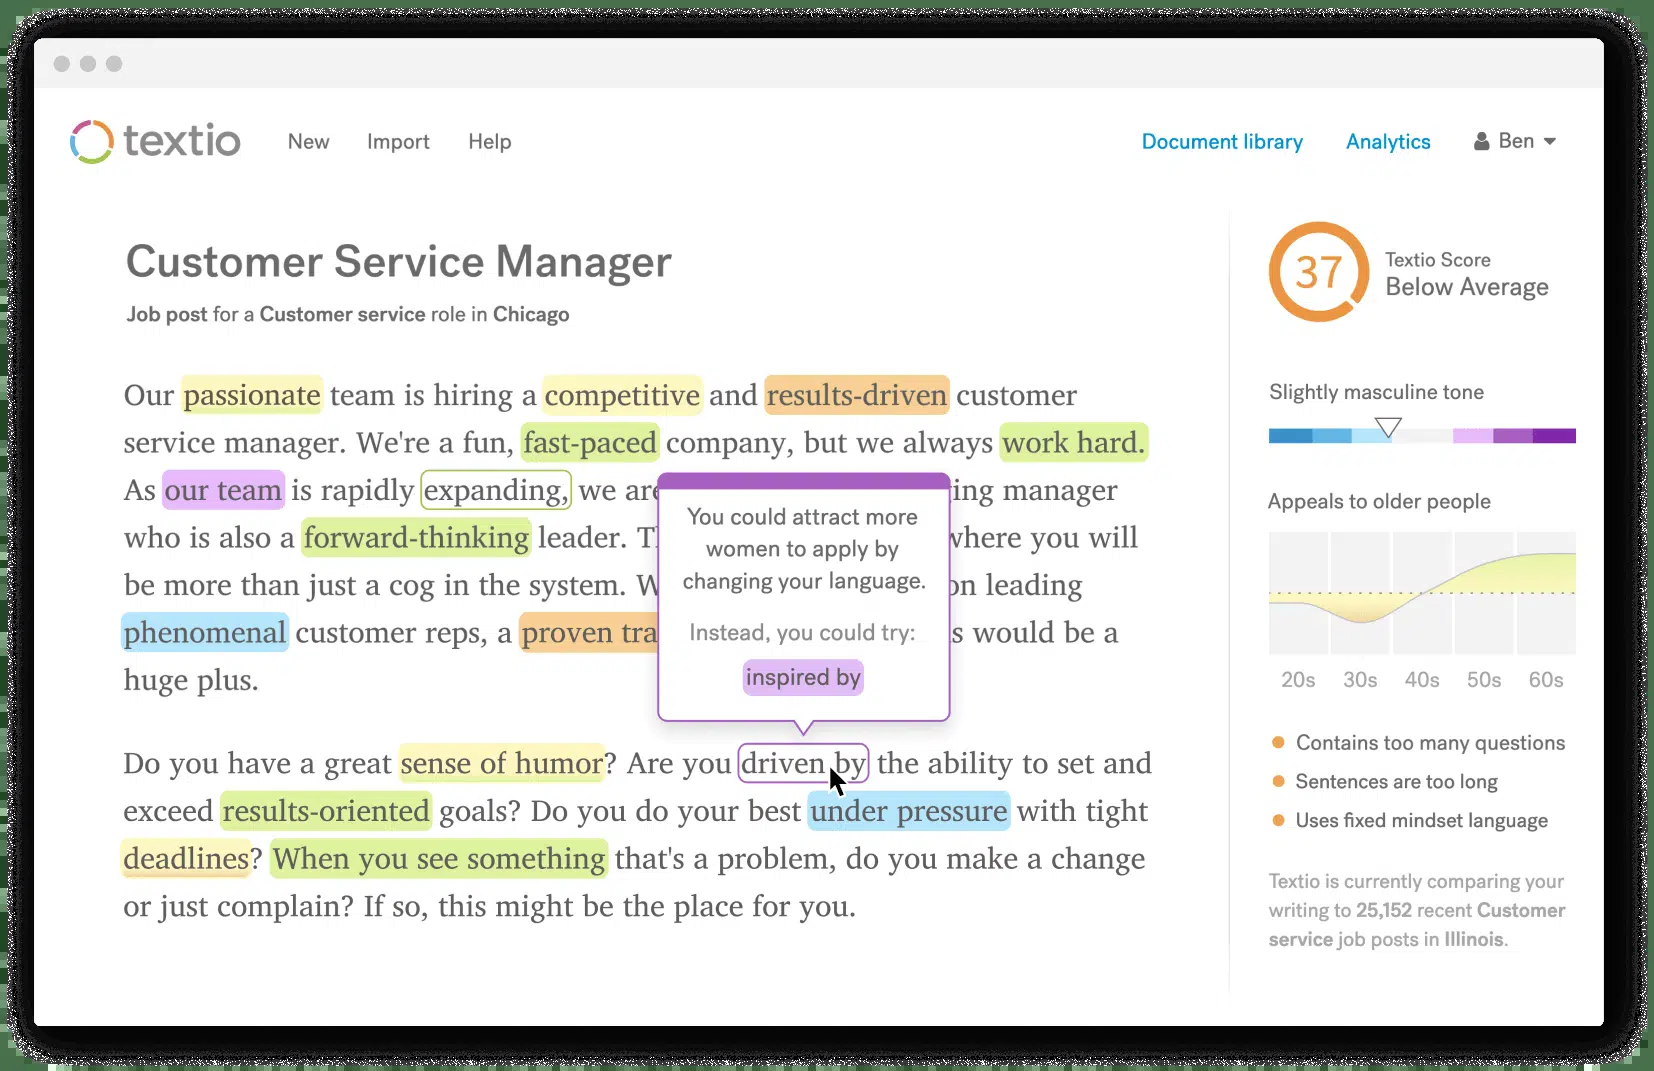 textio New Import Help Document library Analytics Ben
Customer Service Manager
Job post for a Customer service role in Chicago
Our passionate team is hiring a competitive and results-driven customer
service manager. We're a fun, fast-paced company, but we always work hard.
As our team is rapidly expanding, we are ing manager
who is also a forward-thinking leader. T where you will
be more than just a cog in the system. W on leading
phenomenal customer reps, a proven tra s would be a
huge plus.
You could attract more
women to apply by
changing your language.
Instead, you could try:
inspired by
Do you have a great sense of humor? Are you driven by the ability to set and
exceed results-oriented goals? Do you do your best under pressure with tight
deadlines? When you see something that's a problem, do you make a change
or just complain? If so, this might be the place for you.
37
Textio Score
Below Average
Slightly masculine tone
Appeals to older people
20s 30s 40s 50s 60s
Contains too many questions
Sentences are too long
Uses fixed mindset language
Textio is currently comparing your
writing to 25,152 recent Customer
service job posts in Illinois.